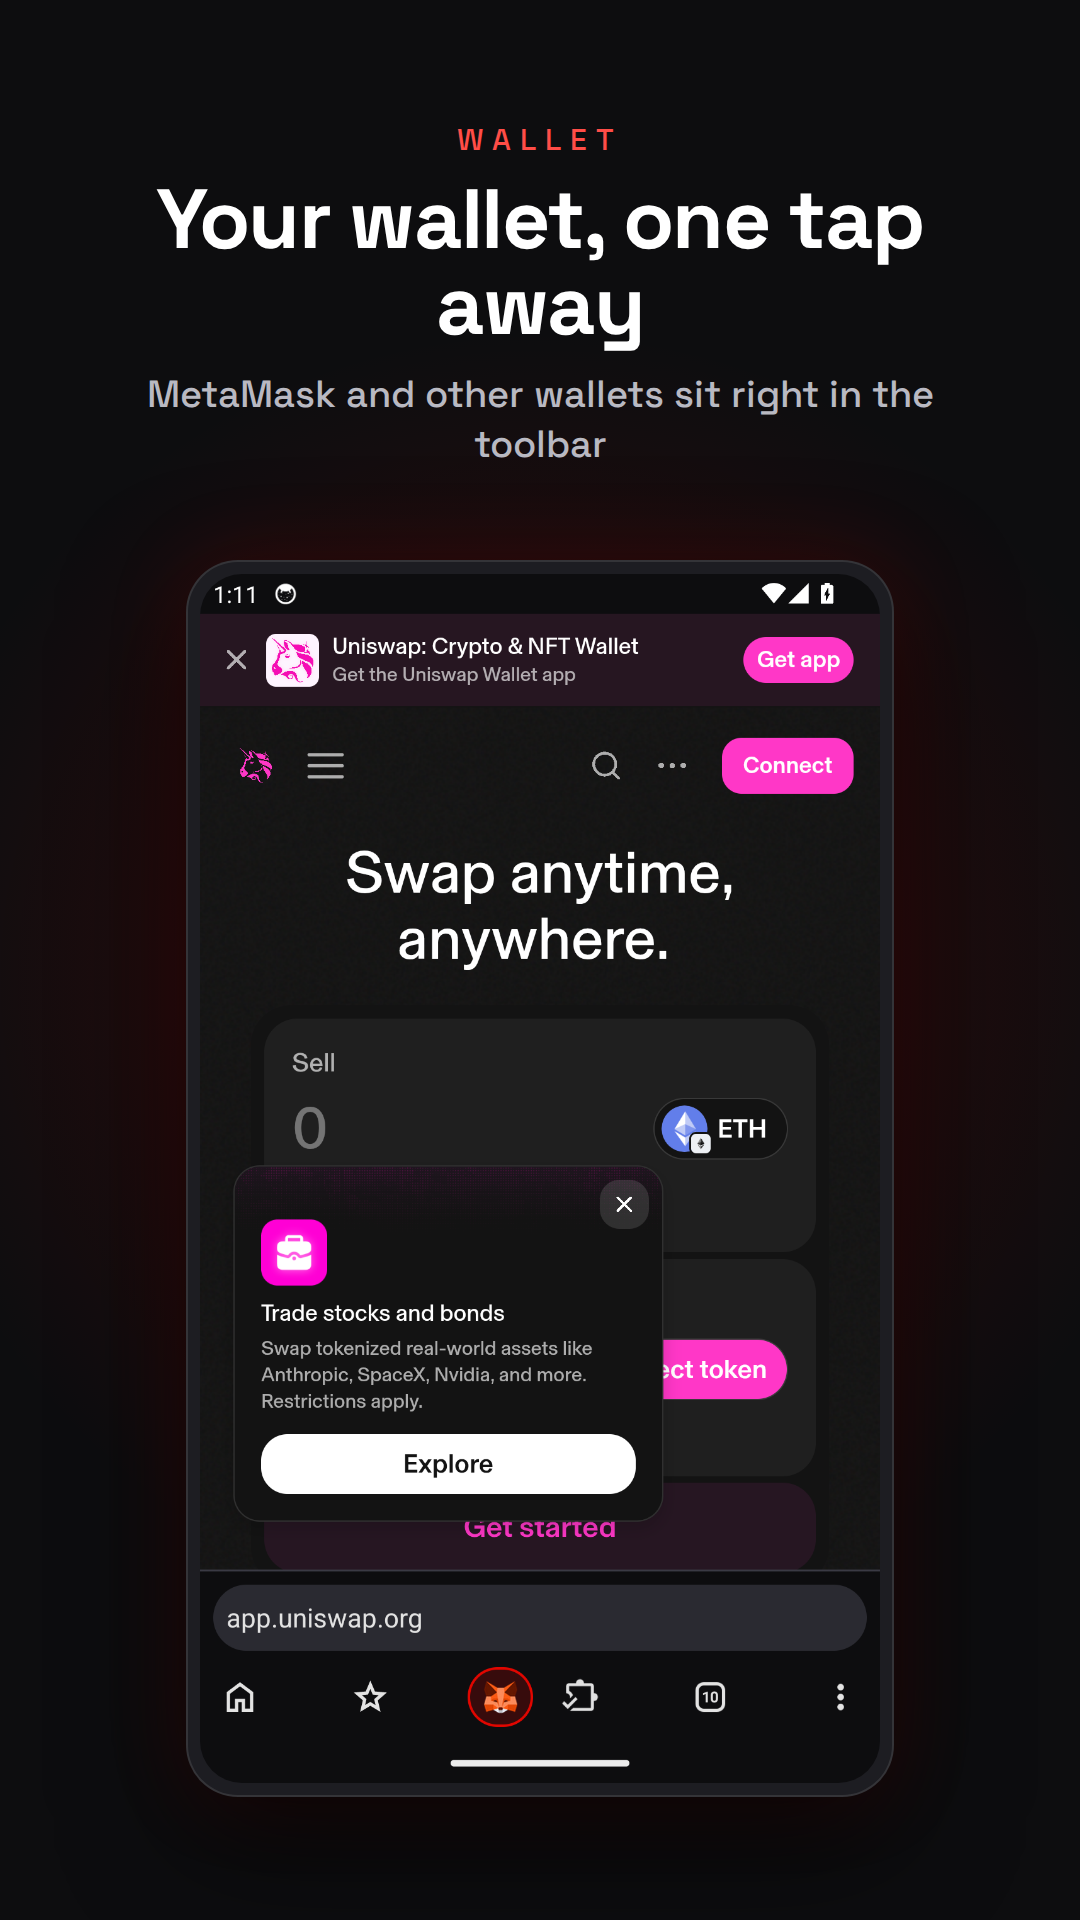 WALLET
Your wallet, one tap
away
MetaMask and other wallets sit right in the
toolbar
1:11
Uniswap: Crypto & NFT Wallet
Get the Uniswap Wallet app
Get app
Connect
Swap anytime,
anywhere.
Sell
0
ETH
Trade stocks and bonds
Swap tokenized real-world assets like
Anthropic, SpaceX, Nvidia, and more.
Restrictions apply.
ect token
Explore
Get started
app.uniswap.org
10